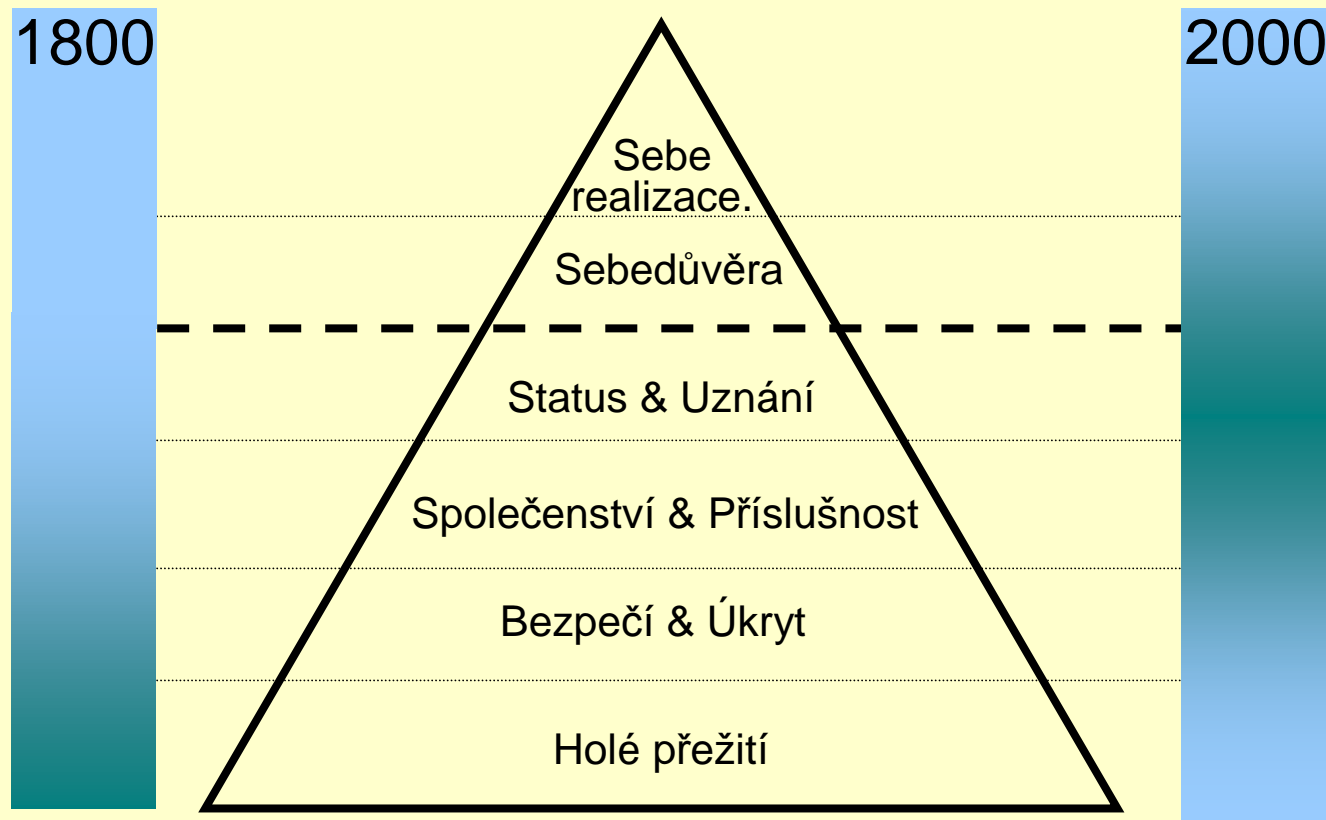 1800
2000
Sebe
realizace.
Sebedůvěra
Status & Uznání
Společenství & Příslušnost
Bezpečí & Úkryt
Holé přežití